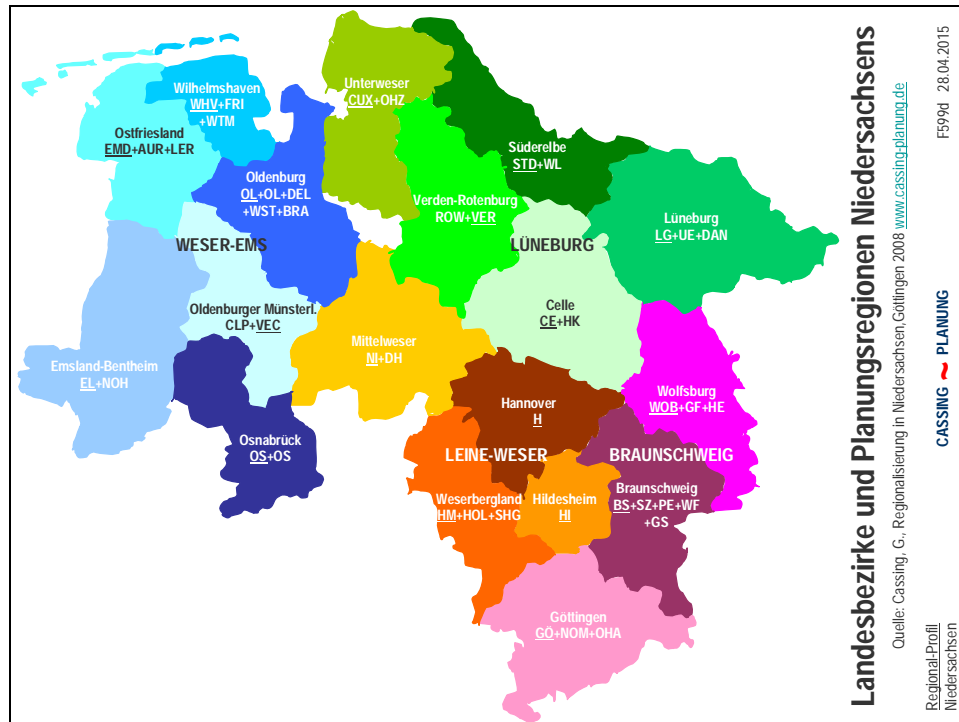 Wilhelmshaven
WHV+FRI
+WTM
Ostfriesland
EMD+AUR+LER
Unterweser
CUX+OHZ
Süderelbe
STD+WL
Oldenburg
OL+OL+DEL
+WST+BRA
Verden-Rotenburg
ROW+VER
Lüneburg
LG+UE+DAN
WESER-EMS
LÜNEBURG
Oldenburger Münsterl.
CLP+VEC
Celle
CE+HK
Emsland-Bentheim
EL+NOH
Mittelweser
NI+DH
Wolfsburg
WOB+GF+HE
Hannover
H
Osnabrück
OS+OS
LEINE-WESER
BRAUNSCHWEIG
Weserbergland
HM+HOL+SHG
Hildesheim
HI
Braunschweig
BS+SZ+PE+WF
+GS
Göttingen
GÖ+NOM+OHA
Landesbezirke und Planungsregionen Niedersachsens
Quelle: Cassing, G., Regionalisierung in Niedersachsen,Göttingen 2008 www.cassing-planung.de
Regional-Profil
Niedersachsen
CASSING ~ PLANUNG
F599d 28.04.2015